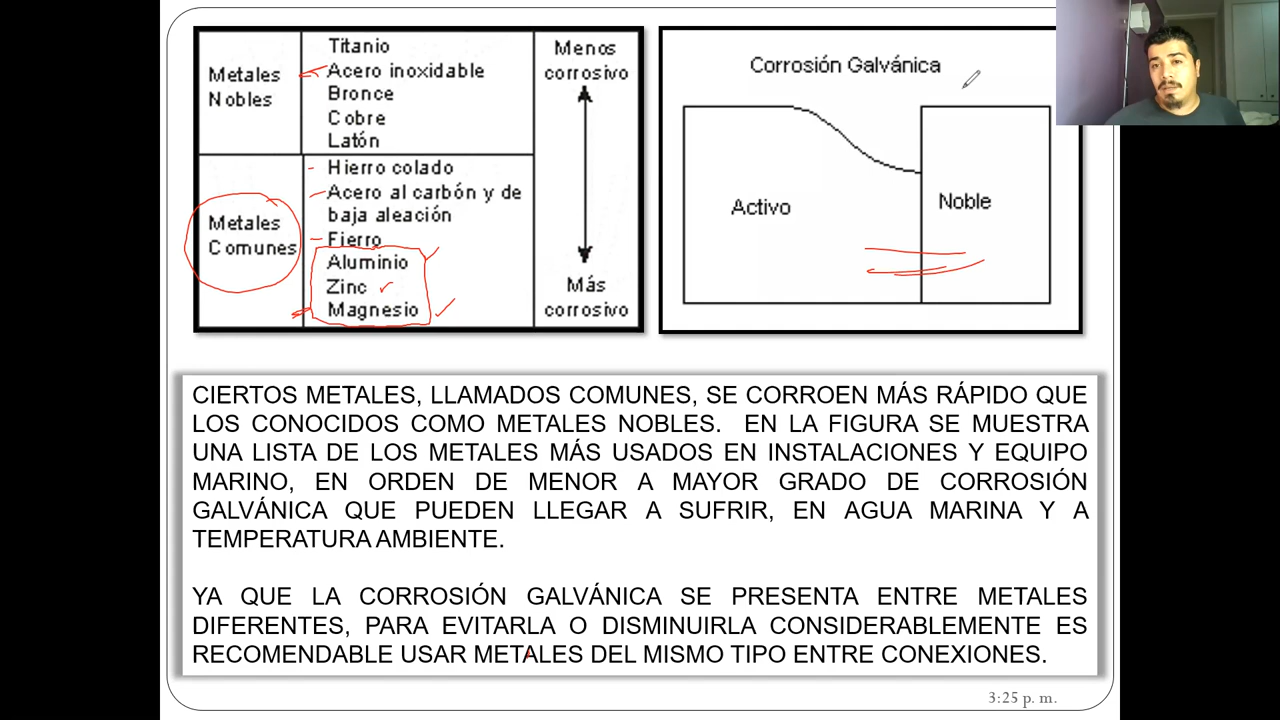 Metales
Nobles
Titanio
Acero inoxidable
Bronce
Cobre
Latón
Menos
corrosivo
Metales
Comunes
Hierro colado
Acero al carbón y de
baja aleación
Fierro
Aluminio
Zinc
Magnesio
Más
corrosivo
Corrosión Galvánica
Activo
Noble
CIERTOS METALES, LLAMADOS COMUNES, SE CORROEN MÁS RÁPIDO QUE
LOS CONOCIDOS COMO METALES NOBLES. EN LA FIGURA SE MUESTRA
UNA LISTA DE LOS METALES MÁS USADOS EN INSTALACIONES Y EQUIPO
MARINO, EN ORDEN DE MENOR A MAYOR GRADO DE CORROSIÓN
GALVÁNICA QUE PUEDEN LLEGAR A SUFRIR, EN AGUA MARINA Y A
TEMPERATURA AMBIENTE.
YA QUE LA CORROSIÓN GALVÁNICA SE PRESENTA ENTRE METALES
DIFERENTES, PARA EVITARLA O DISMINUIRLA CONSIDERABLEMENTE ES
RECOMENDABLE USAR METALES DEL MISMO TIPO ENTRE CONEXIONES.
3:25 p. m.